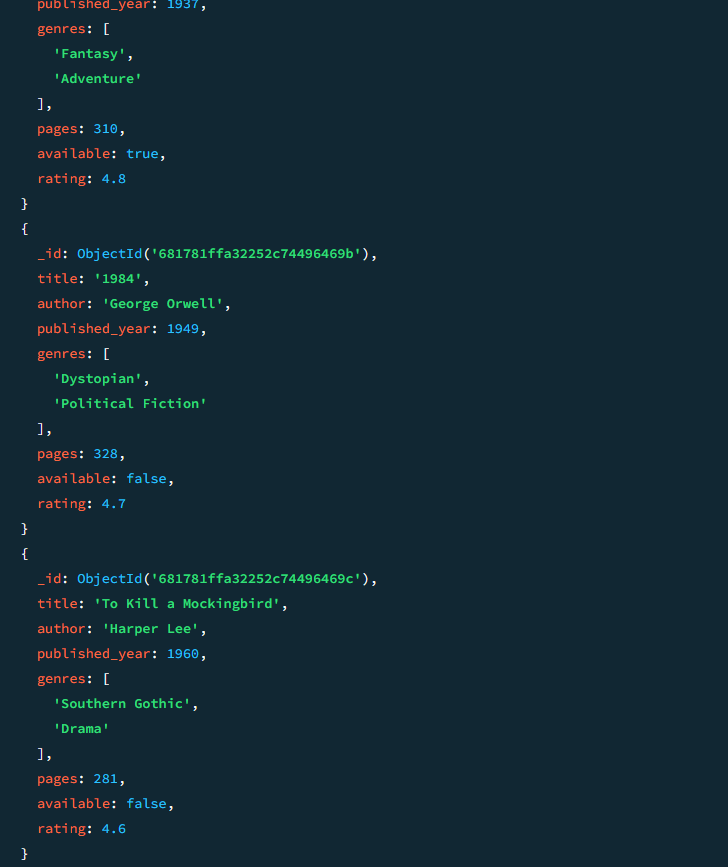 published_year: 1937,
genres: [
'Fantasy',
'Adventure'
],
pages: 310,
available: true,
rating: 4.8
}
{
_id: ObjectId('681781ffa32252c74496469b'),
title: '1984',
author: 'George Orwell',
published_year: 1949,
genres: [
'Dystopian',
'Political Fiction'
],
pages: 328,
available: false,
rating: 4.7
}
{
_id: ObjectId('681781ffa32252c74496469c'),
title: 'To Kill a Mockingbird',
author: 'Harper Lee',
published_year: 1960,
genres: [
'Southern Gothic',
'Drama'
],
pages: 281,
available: false,
rating: 4.6
}